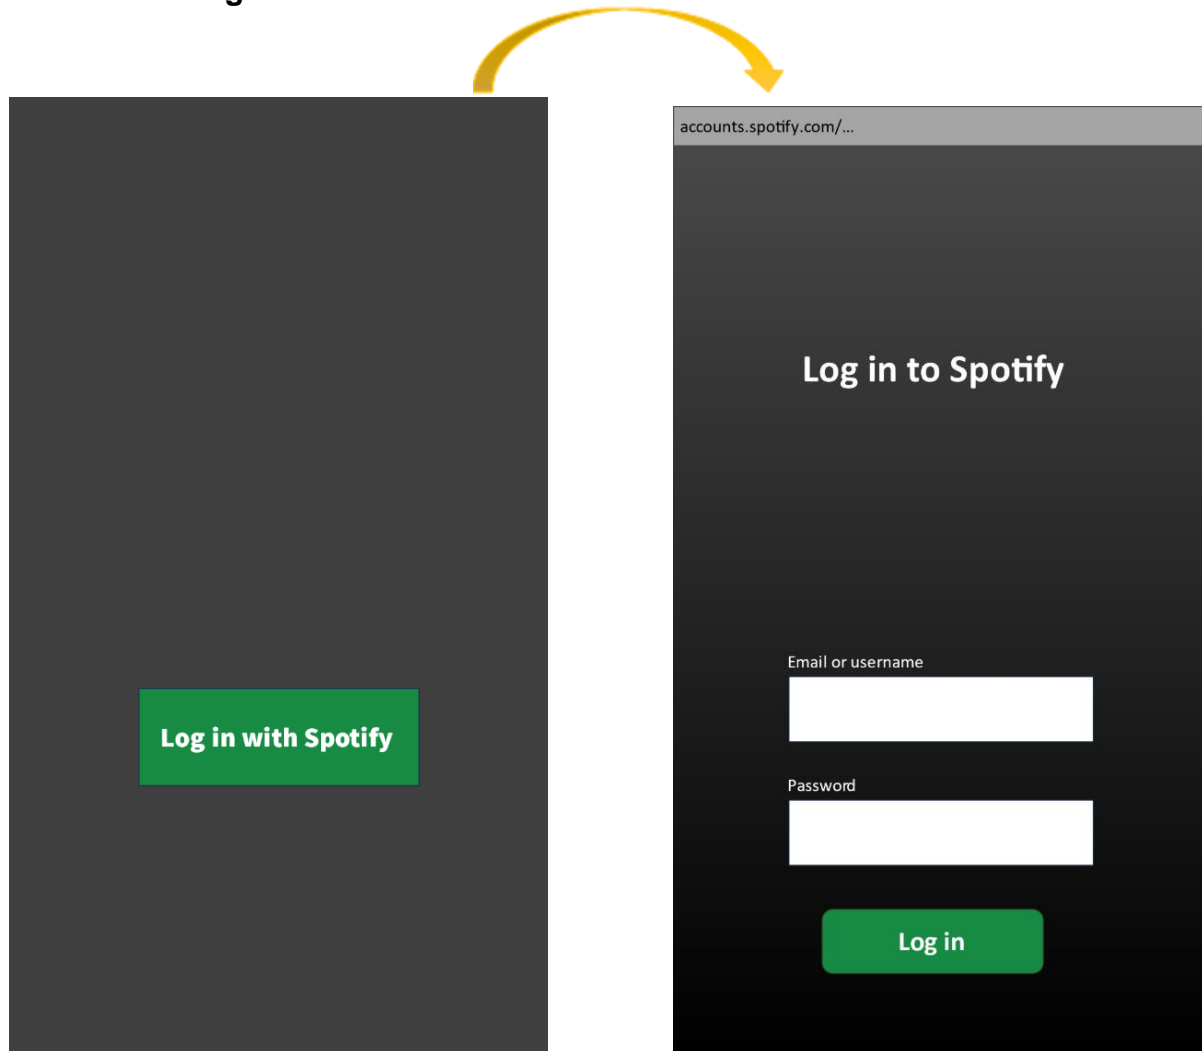 Log in with Spotify
accounts.spotify.com/...
Log in to Spotify
Email or username
Password
Log in